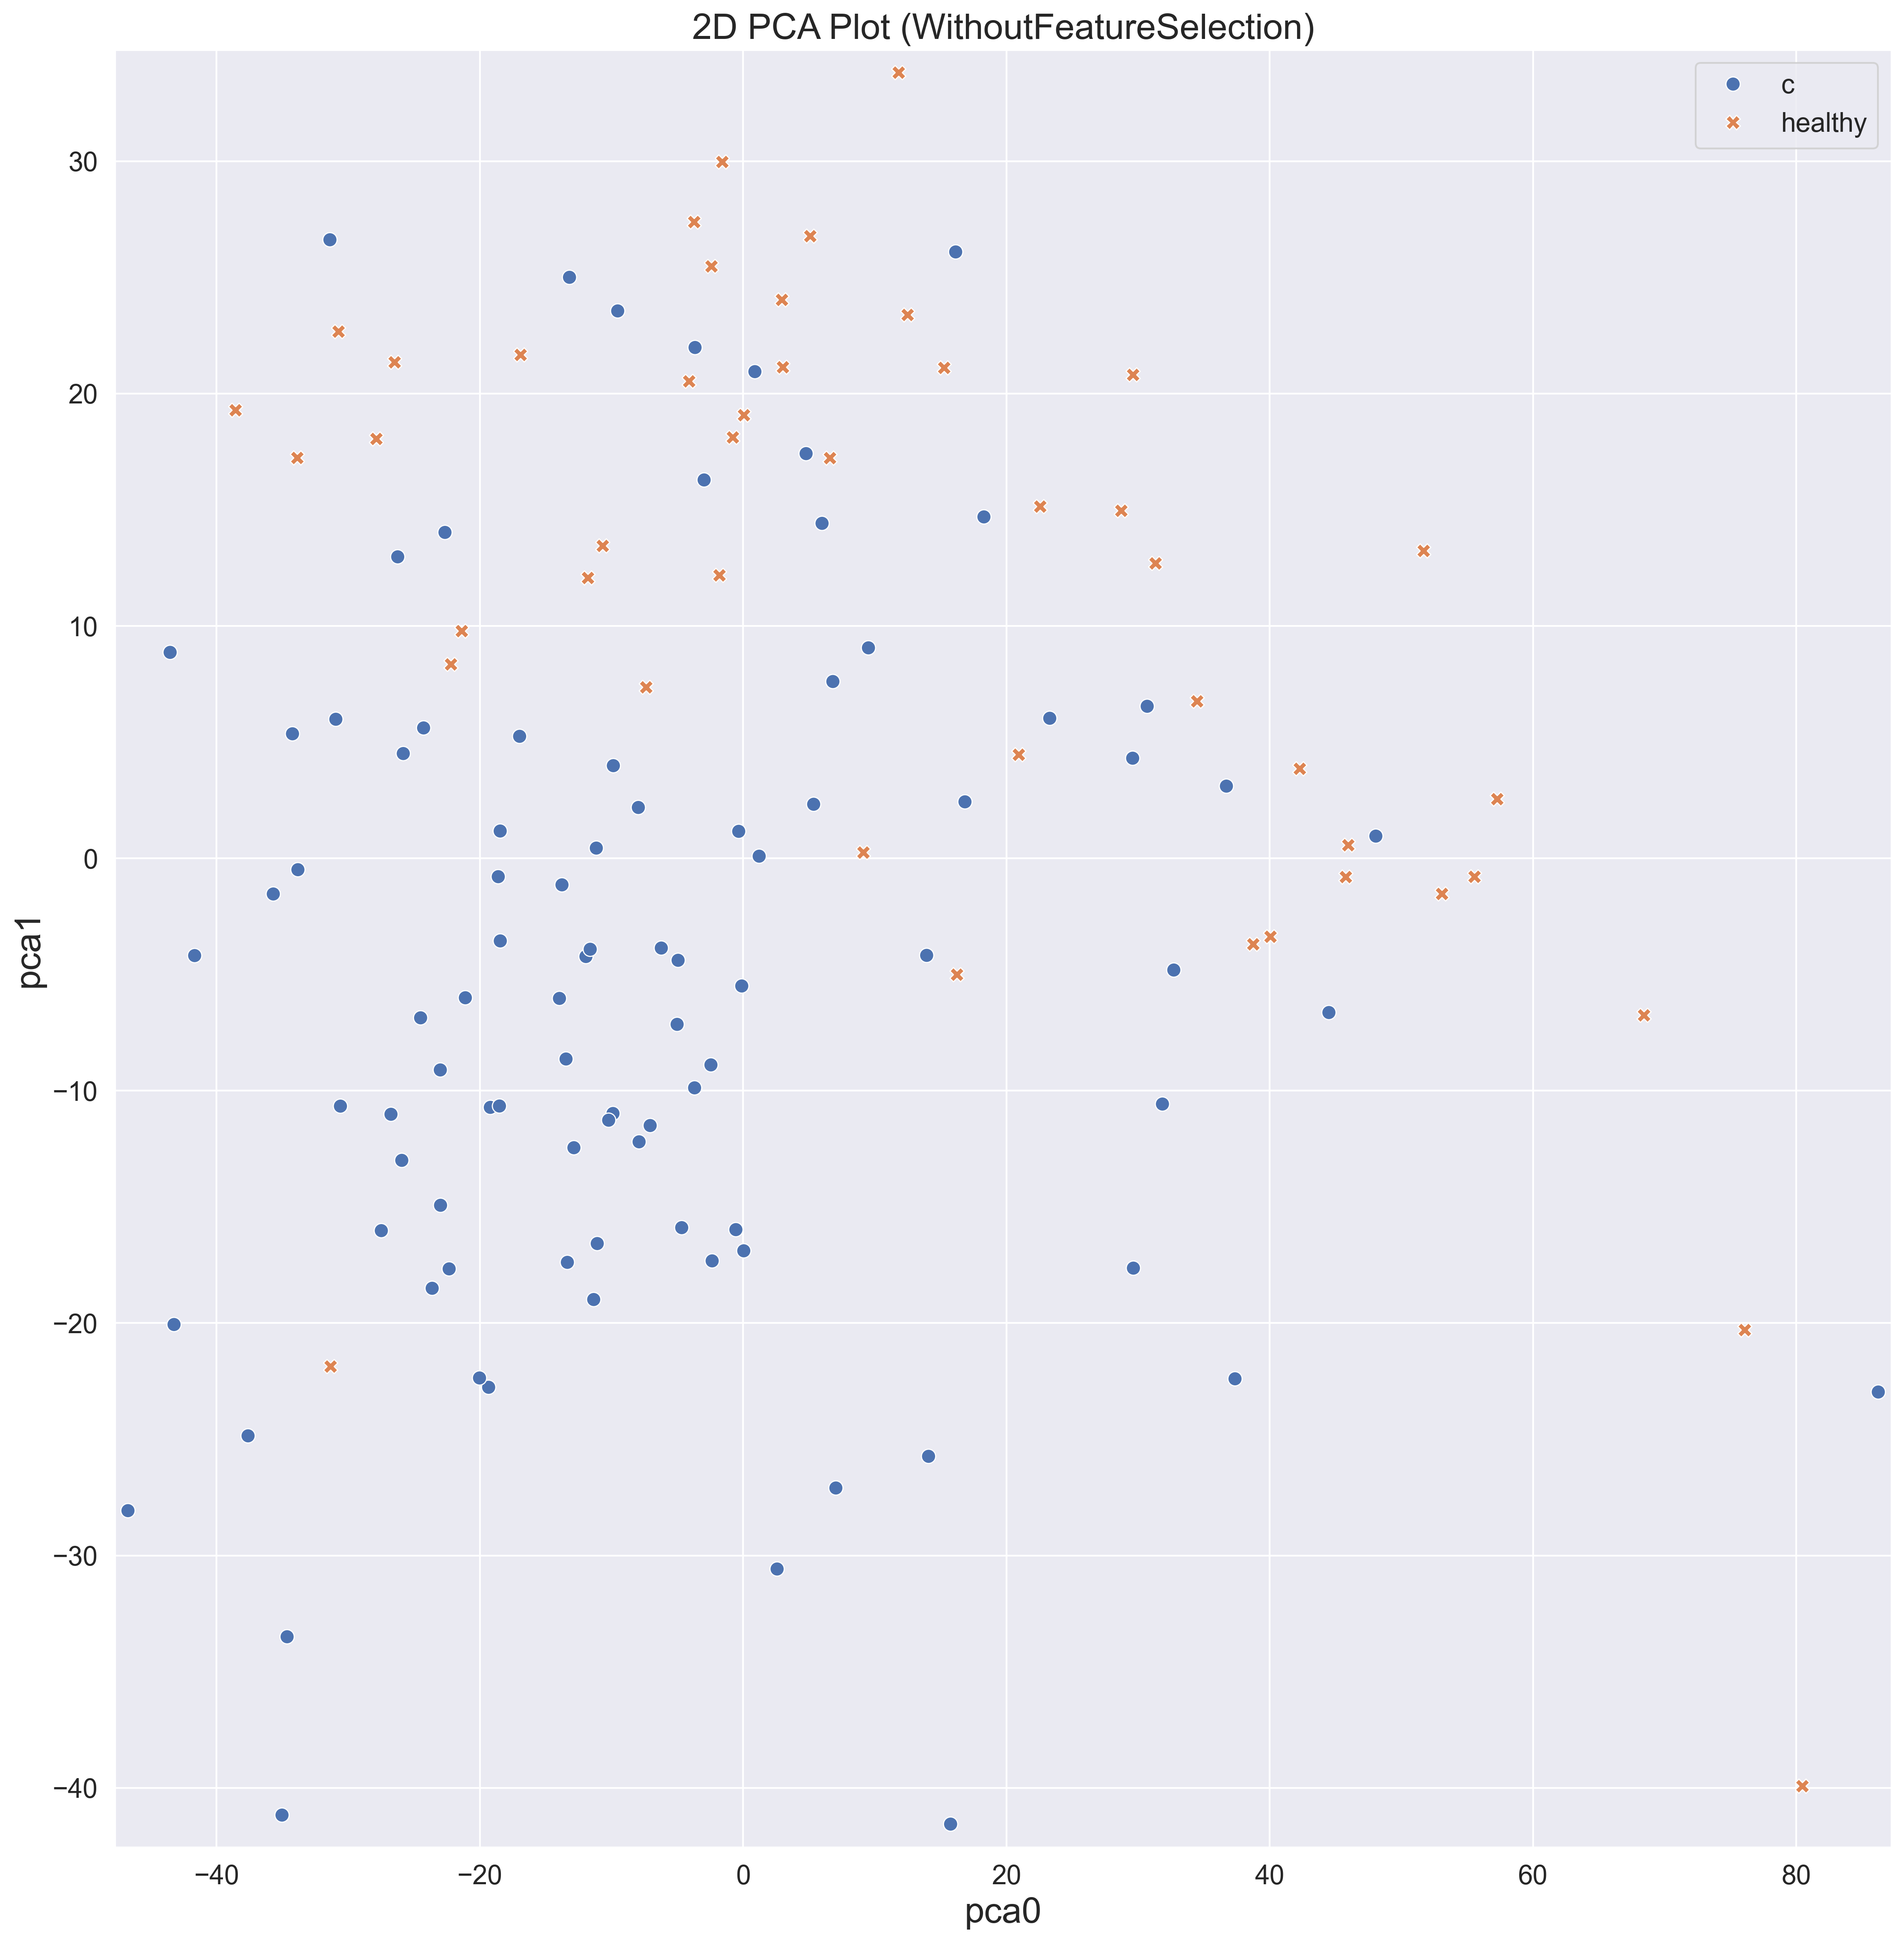 2D PCA Plot (WithoutFeatureSelection)
c
healthy
30
20
10
0
−10
−20
−30
−40
pca1
−40 −20 0 20 40 60 80
pca0